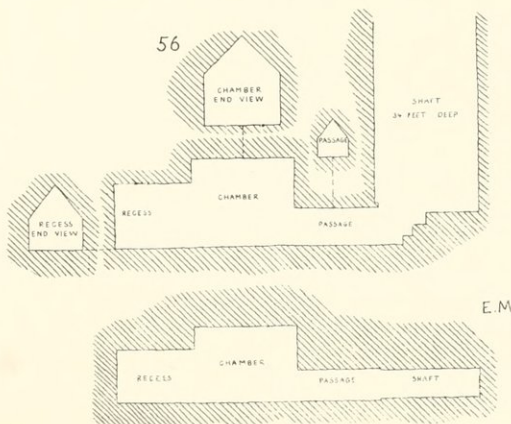 56
CHAMBER
END VIEW
SHAFT
34 FEET DEEP
PASSAGE
CHAMBER
RECESS
RECESS
END VIEW
PASSAGE
E.M
CHAMBER
RECESS
PASSAGE
SHAFT